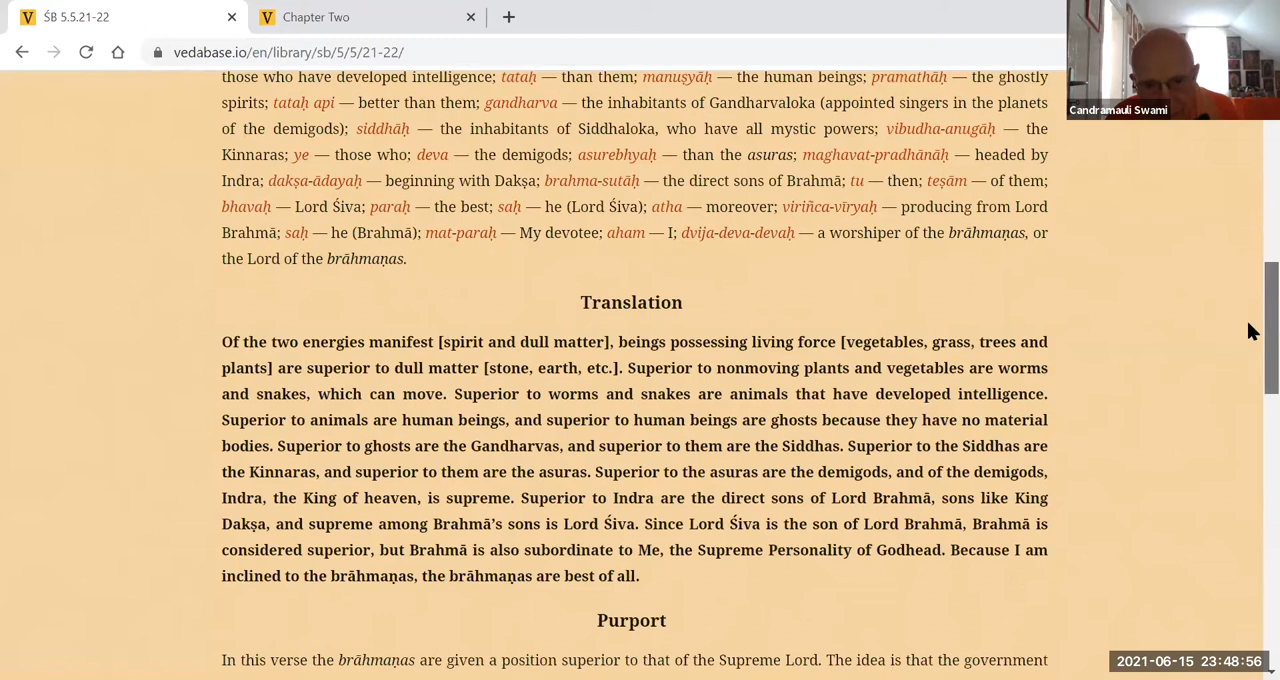 ŚB 5.5.21-22
Chapter Two
vedabase.io/en/library/sb/5/5/21-22/
Candramauli Swami
those who have developed intelligence; tataḥ — than them; manuṣyāḥ — the human beings; pramathāḥ — the ghostly
spirits; tataḥ api — better than them; gandharva — the inhabitants of Gandharvaloka (appointed singers in the planets
of the demigods); siddhāḥ — the inhabitants of Siddhaloka, who have all mystic powers; vibudha-anugāḥ — the
Kinnaras; ye — those who; deva — the demigods; asurebhyaḥ — than the asuras; maghavat-pradhānāḥ — headed by
Indra; dakṣa-ādayaḥ — beginning with Dakṣa; brahma-sutāḥ — the direct sons of Brahmā; tu — then; teṣām — of them;
bhavaḥ — Lord Śiva; paraḥ — the best; saḥ — he (Lord Śiva); atha — moreover; viriñca-vīryaḥ — producing from Lord
Brahmā; saḥ — he (Brahmā); mat-paraḥ — My devotee; aham — I; dvija-deva-devaḥ — a worshiper of the brāhmaṇas, or
the Lord of the brāhmaṇas.
Translation
Of the two energies manifest [spirit and dull matter], beings possessing living force [vegetables, grass, trees and
plants] are superior to dull matter [stone, earth, etc.]. Superior to nonmoving plants and vegetables are worms
and snakes, which can move. Superior to worms and snakes are animals that have developed intelligence.
Superior to animals are human beings, and superior to human beings are ghosts because they have no material
bodies. Superior to ghosts are the Gandharvas, and superior to them are the Siddhas. Superior to the Siddhas are
the Kinnaras, and superior to them are the asuras. Superior to the asuras are the demigods, and of the demigods,
Indra, the King of heaven, is supreme. Superior to Indra are the direct sons of Lord Brahmā, sons like King
Dakṣa, and supreme among Brahmā’s sons is Lord Śiva. Since Lord Śiva is the son of Lord Brahmā, Brahmā is
considered superior, but Brahmā is also subordinate to Me, the Supreme Personality of Godhead. Because I am
inclined to the brāhmaṇas, the brāhmaṇas are best of all.
Purport
In this verse the brāhmaṇas are given a position superior to that of the Supreme Lord. The idea is that the government
2021-06-15 23:48:56